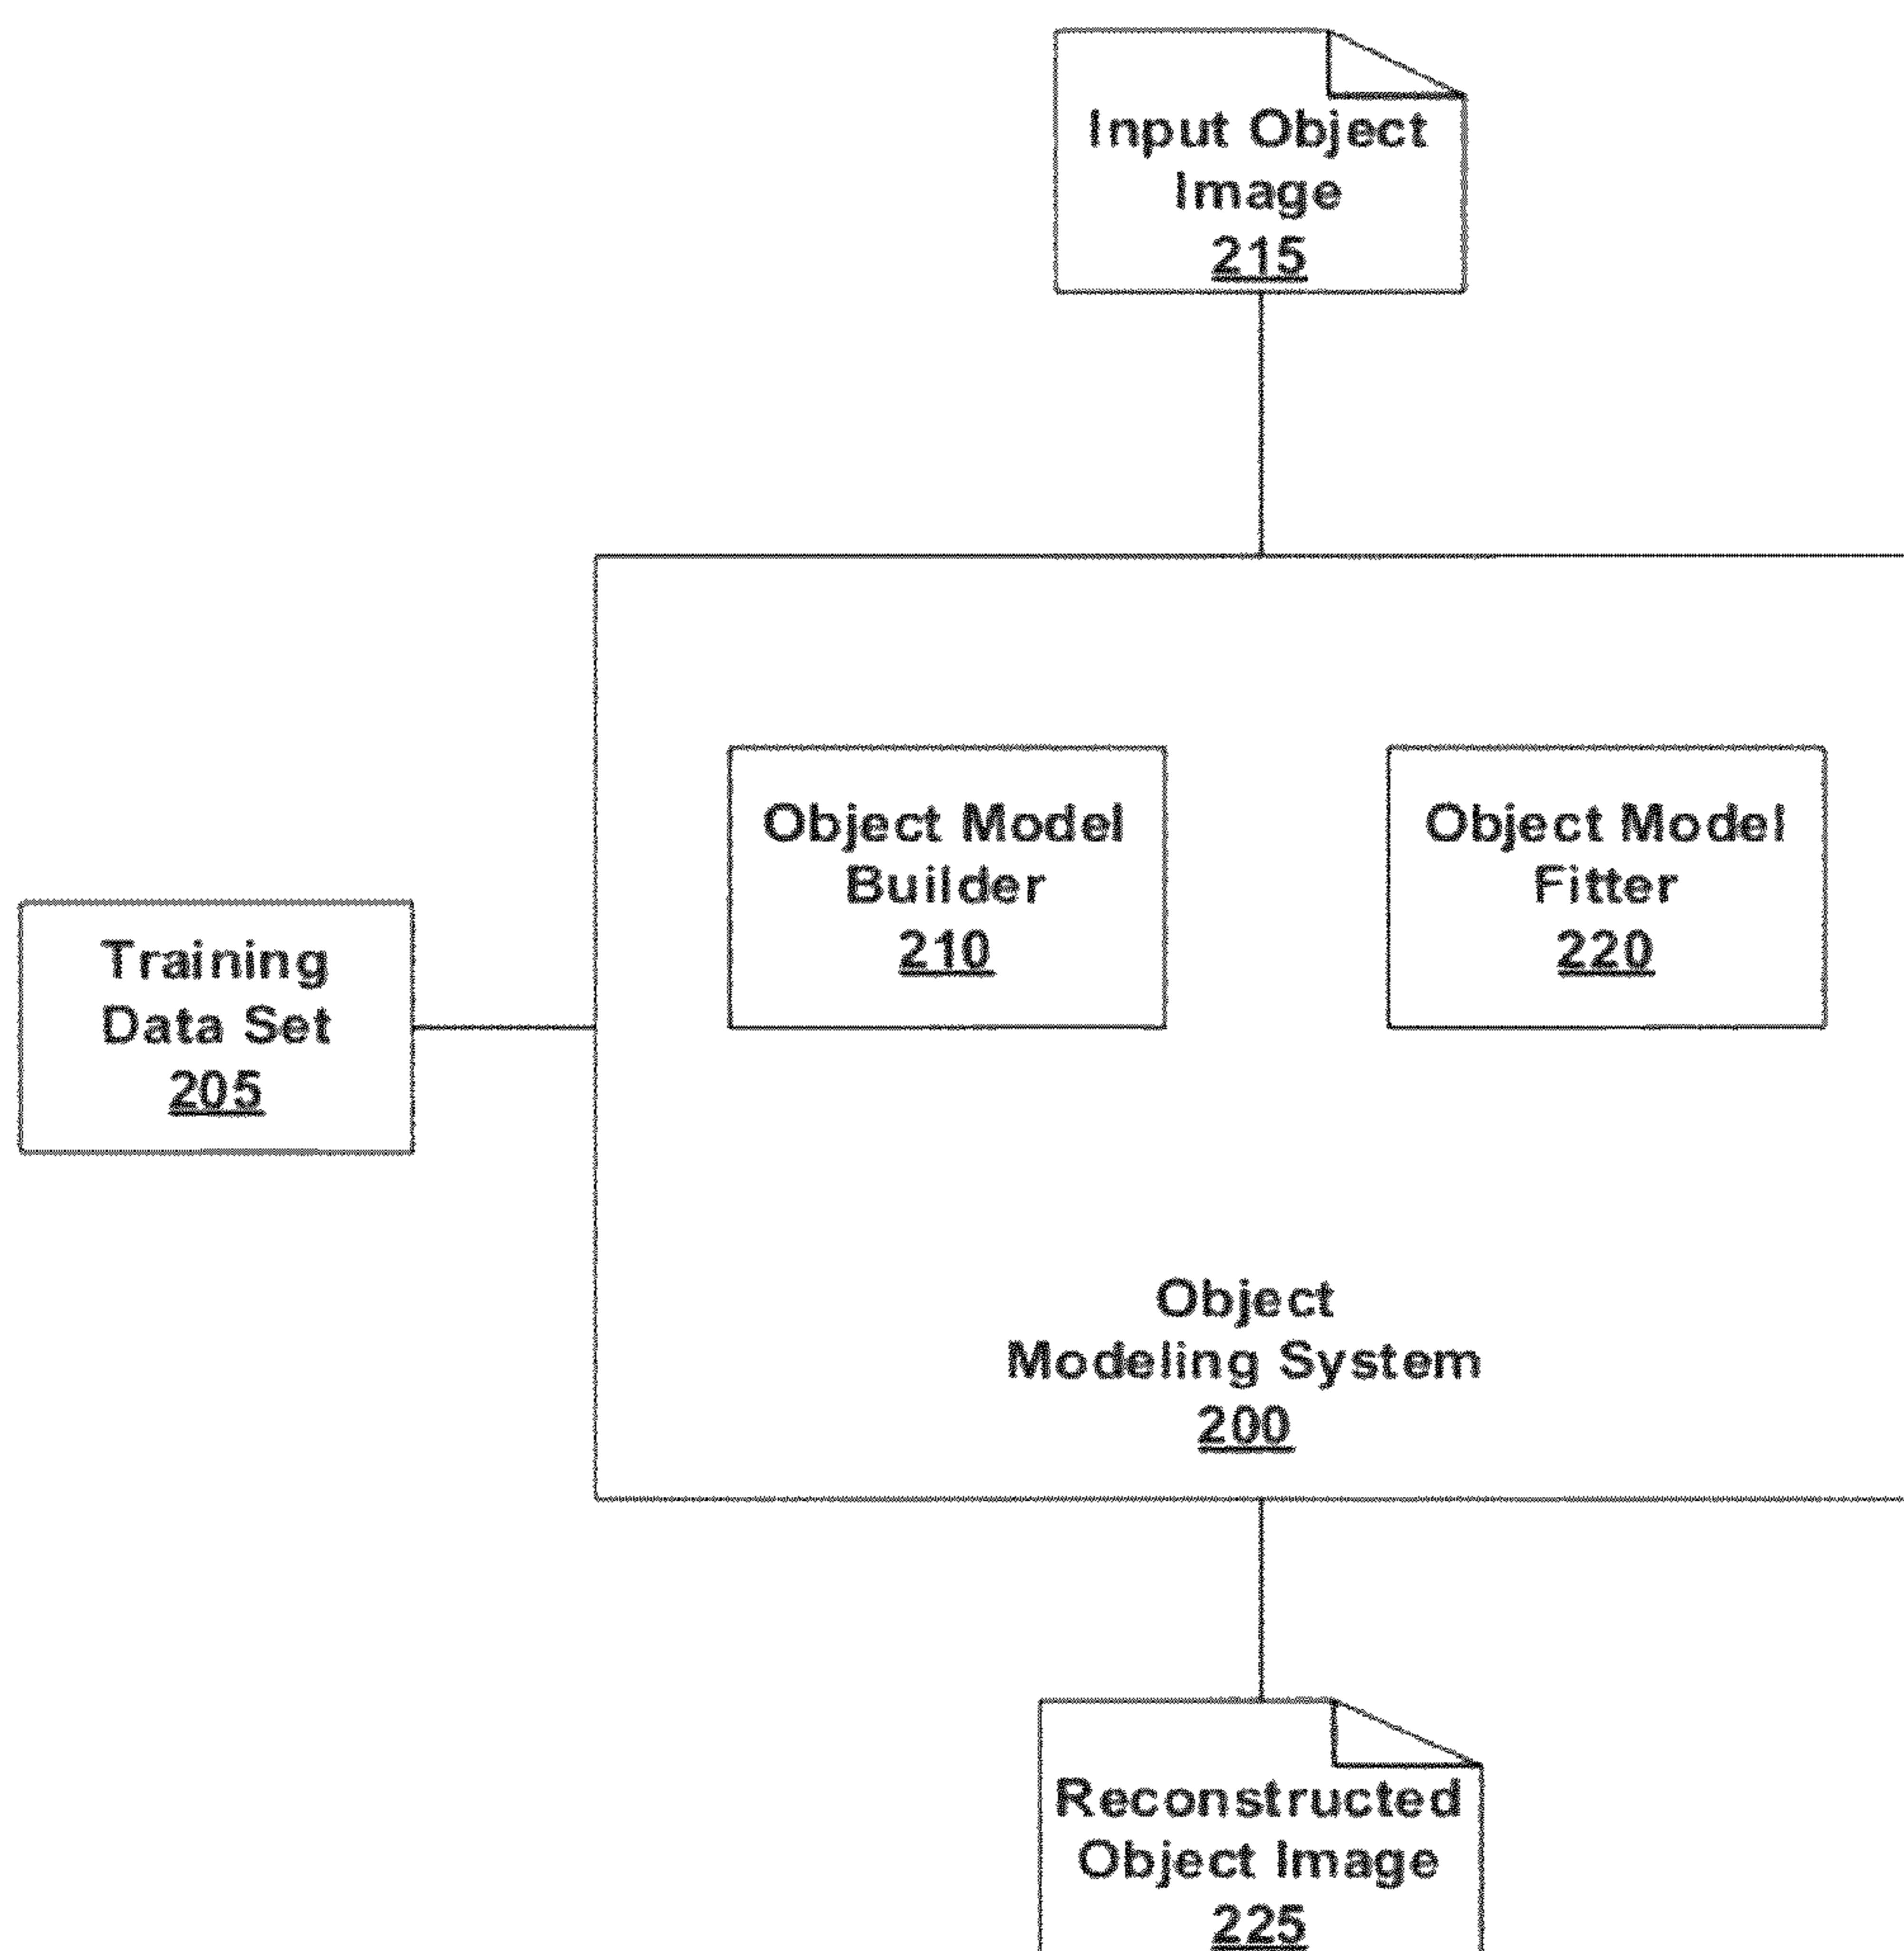 Input Object
Image
215
Object Model
Builder
210
Object Model
Fitter
220
Training
Data Set
205
Object
Modeling System
200
Reconstructed
Object Image
225